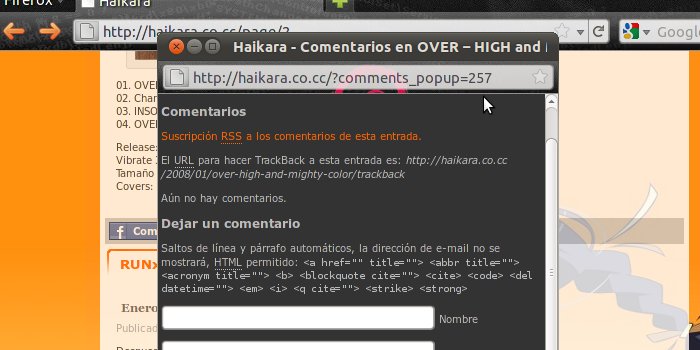 Firefox
Haikara
http://haikara.co.cc/page/2
Google
Haikara - Comentarios en OVER – HIGH and
http://haikara.co.cc/?comments_popup=257
01. OVE
02. Cha
03. INSO
04. OVE
Release:
Vibrate
Tamaño
Covers:
Com
RUN
Enero
Publicado
Comentarios
Suscripción RSS a los comentarios de esta entrada.
El URL para hacer TrackBack a esta entrada es: http://haikara.co.cc
/2008/01/over-high-and-mighty-color/trackback
Aún no hay comentarios.
Dejar un comentario
Saltos de línea y párrafo automáticos, la dirección de e-mail no se
mostrará, HTML permitido: <a href="" title=""> <abbr title="">
<acronym title=""> <b> <blockquote cite=""> <cite> <code> <del
datetime=""> <em> <i> <q cite=""> <strike> <strong>
Nombre